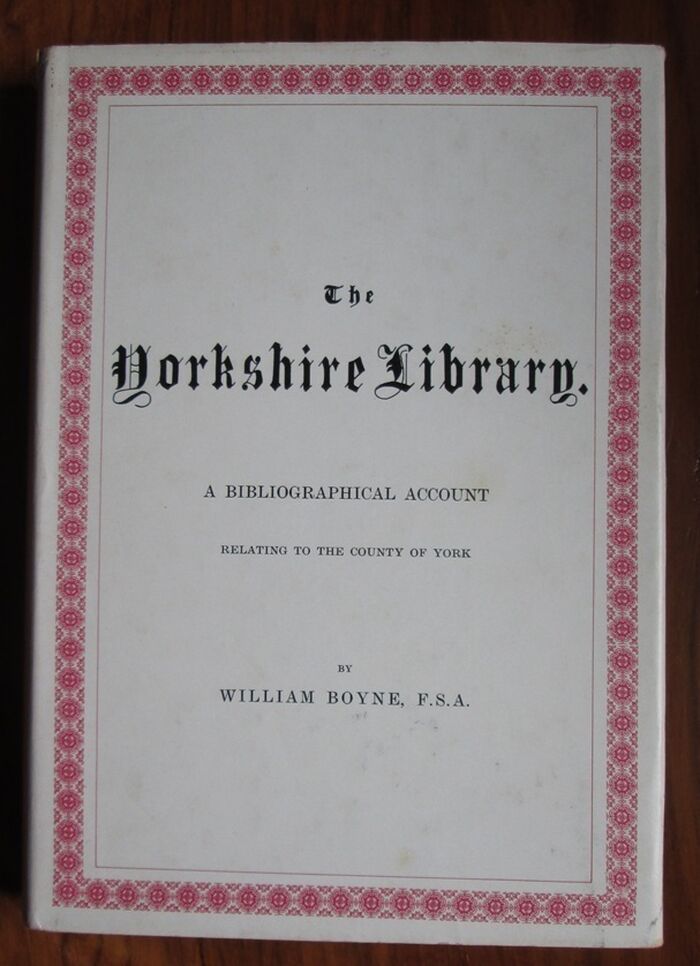 The
Yorkshire Library.
A BIBLIOGRAPHICAL ACCOUNT
RELATING TO THE COUNTY OF YORK
BY
WILLIAM BOYNE, F.S.A.